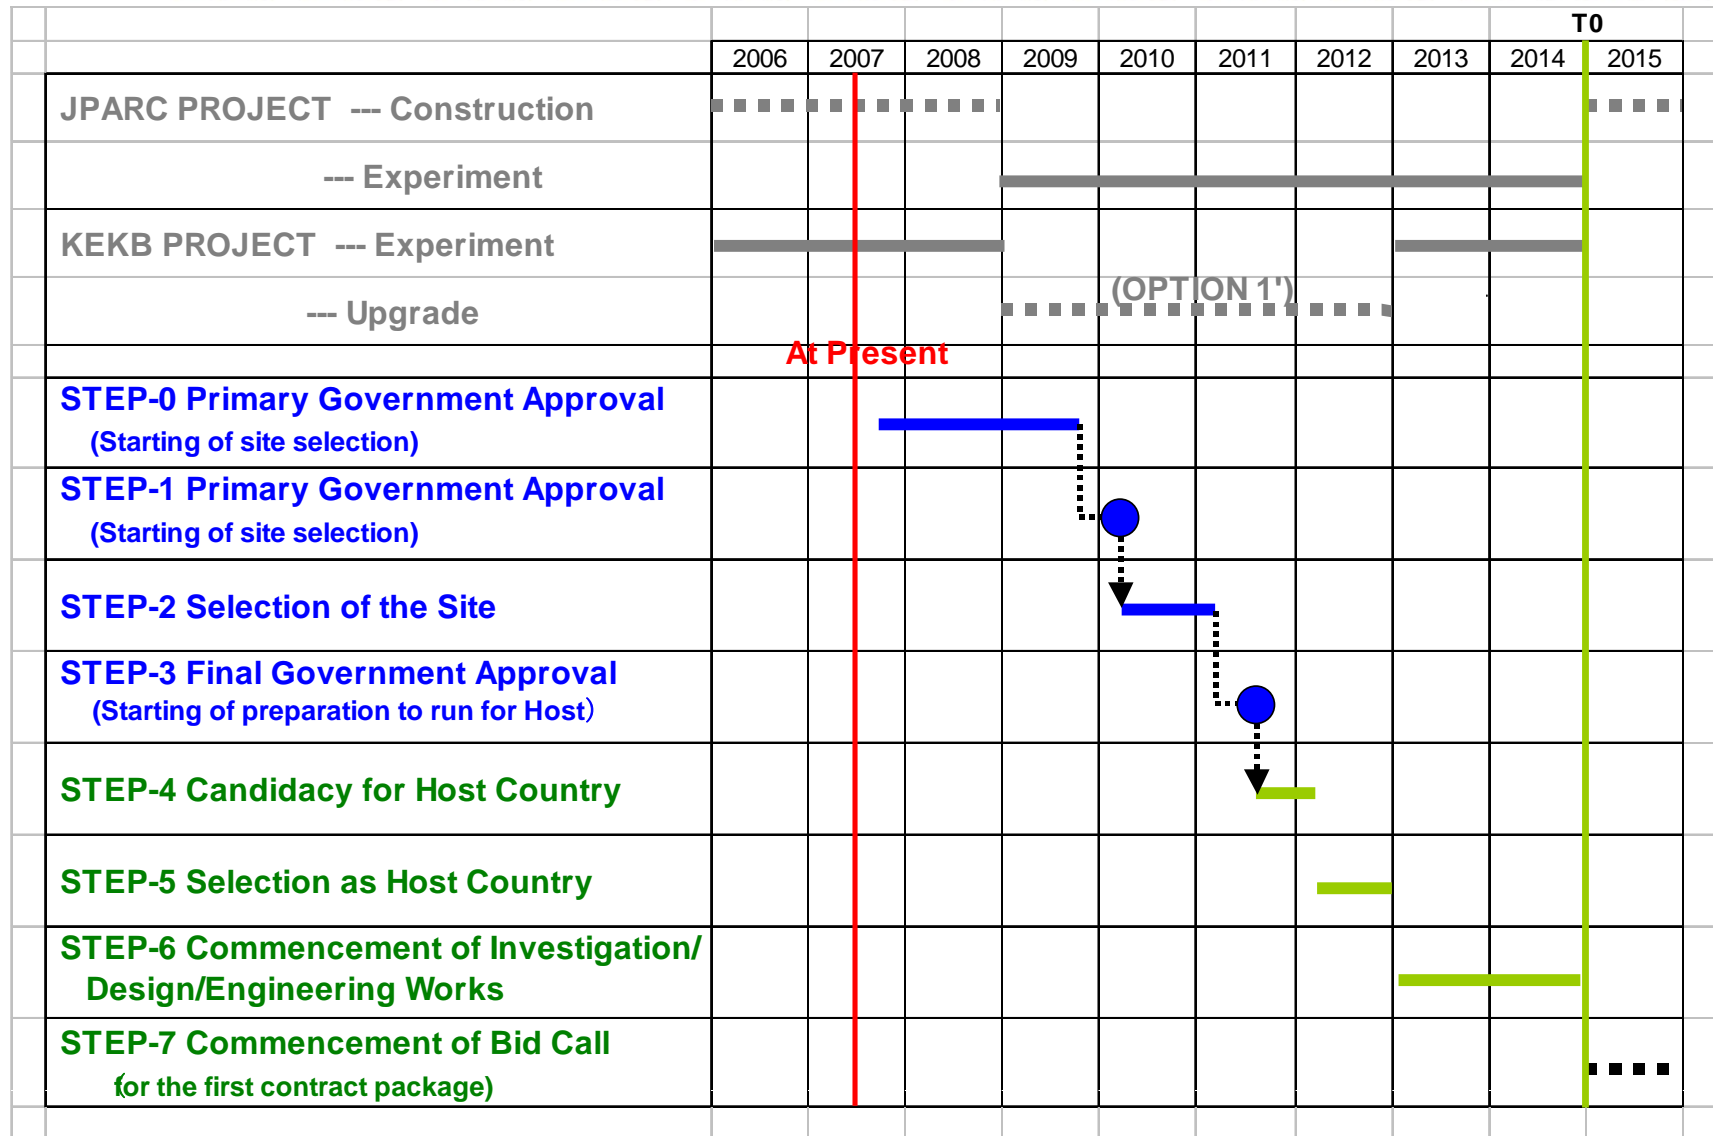 T0
2006 2007 2008 2009 2010 2011 2012 2013 2014 2015
JPARC PROJECT --- Construction
--- Experiment
KEKB PROJECT --- Experiment
(OPTION 1')
--- Upgrade
At Present
STEP-0 Primary Government Approval
(Starting of site selection)
STEP-1 Primary Government Approval
(Starting of site selection)
STEP-2 Selection of the Site
STEP-3 Final Government Approval
(Starting of preparation to run for Host）
STEP-4 Candidacy for Host Country
STEP-5 Selection as Host Country
STEP-6 Commencement of Investigation/
Design/Engineering Works
STEP-7 Commencement of Bid Call
（for the first contract package)